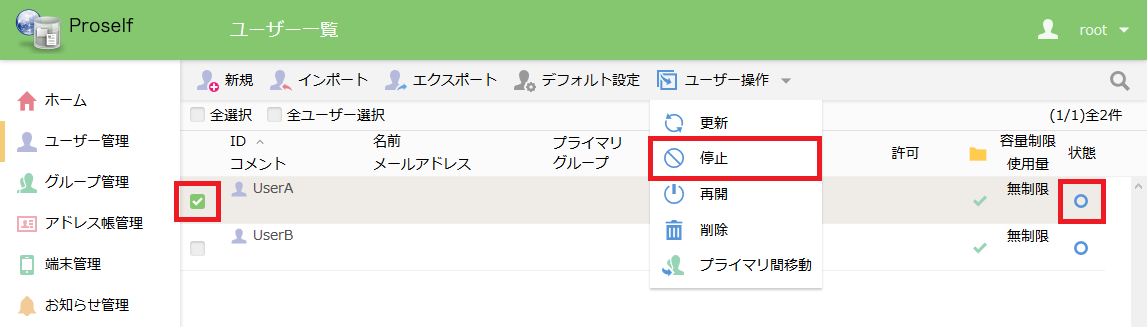 Proself
ユーザー一覧
root
ホーム
ユーザー管理
グループ管理
アドレス帳管理
端末管理
お知らせ管理
新規 インポート エクスポート デフォルト設定 ユーザー操作
全選択 全ユーザー選択 (1/1)全2件
ID 名前 プライマリ 許可 容量制限 状態
コメント メールアドレス グループ 使用量
更新
停止
再開
削除
プライマリ間移動
UserA 無制限
UserB 無制限